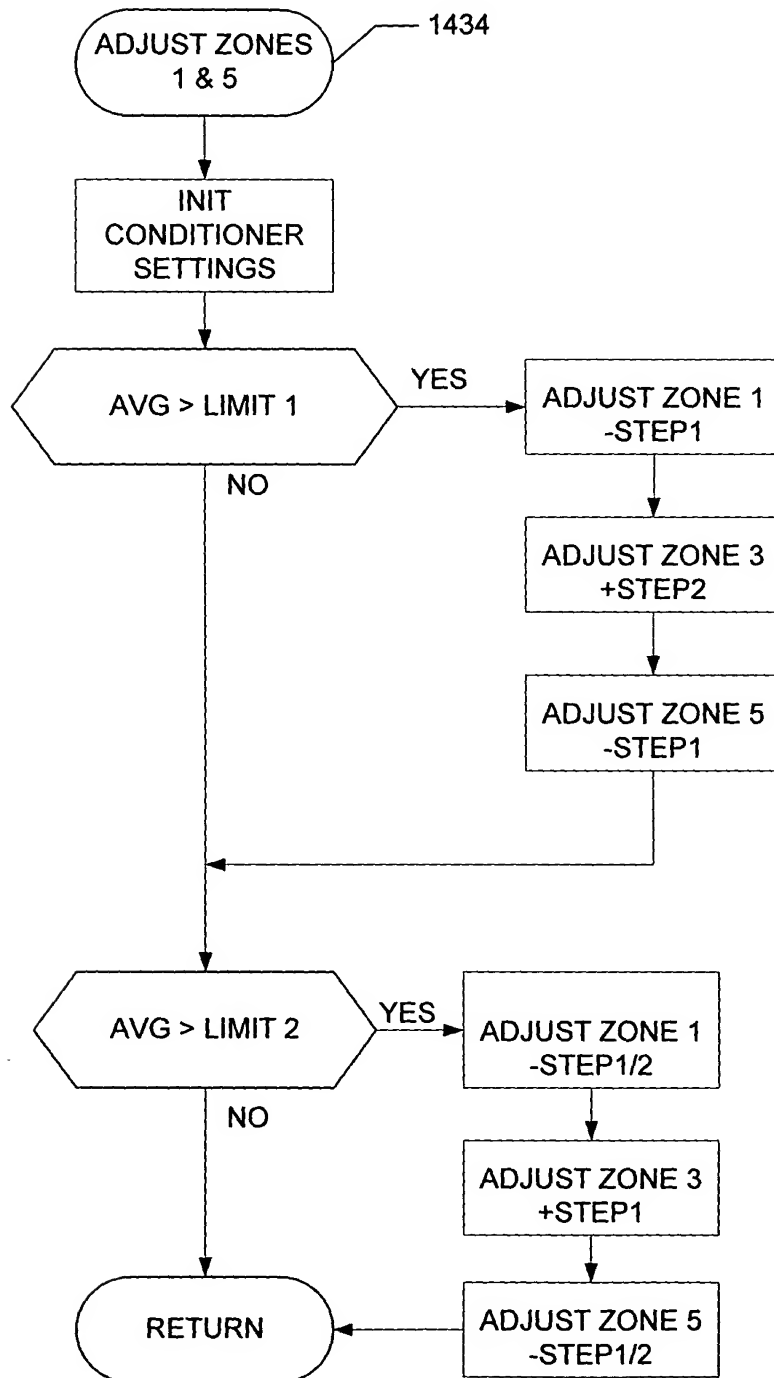 ADJUST ZONES
1 & 5
1434
INIT
CONDITIONER
SETTINGS
AVG > LIMIT 1
YES
ADJUST ZONE 1
-STEP1
NO
ADJUST ZONE 3
+STEP2
ADJUST ZONE 5
-STEP1
AVG > LIMIT 2
YES
ADJUST ZONE 1
-STEP1/2
NO
ADJUST ZONE 3
+STEP1
RETURN
ADJUST ZONE 5
-STEP1/2